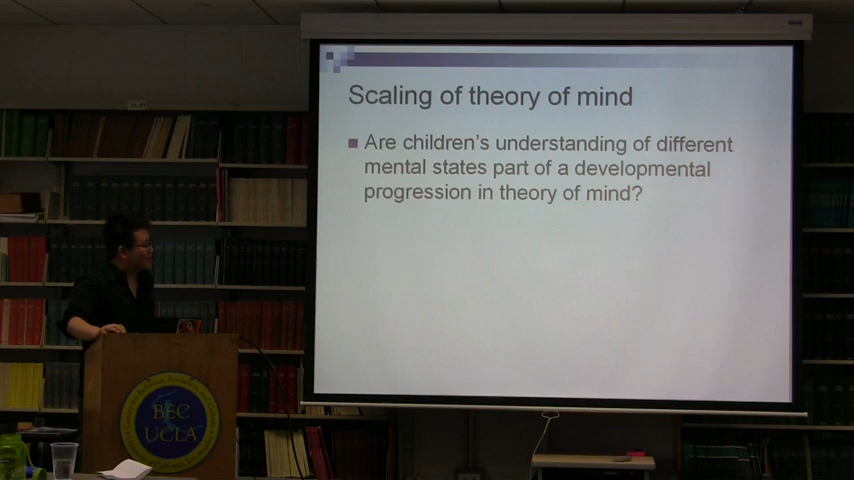 Scaling of theory of mind
Are children's understanding of different
mental states part of a developmental
progression in theory of mind?
BEC
UCLA